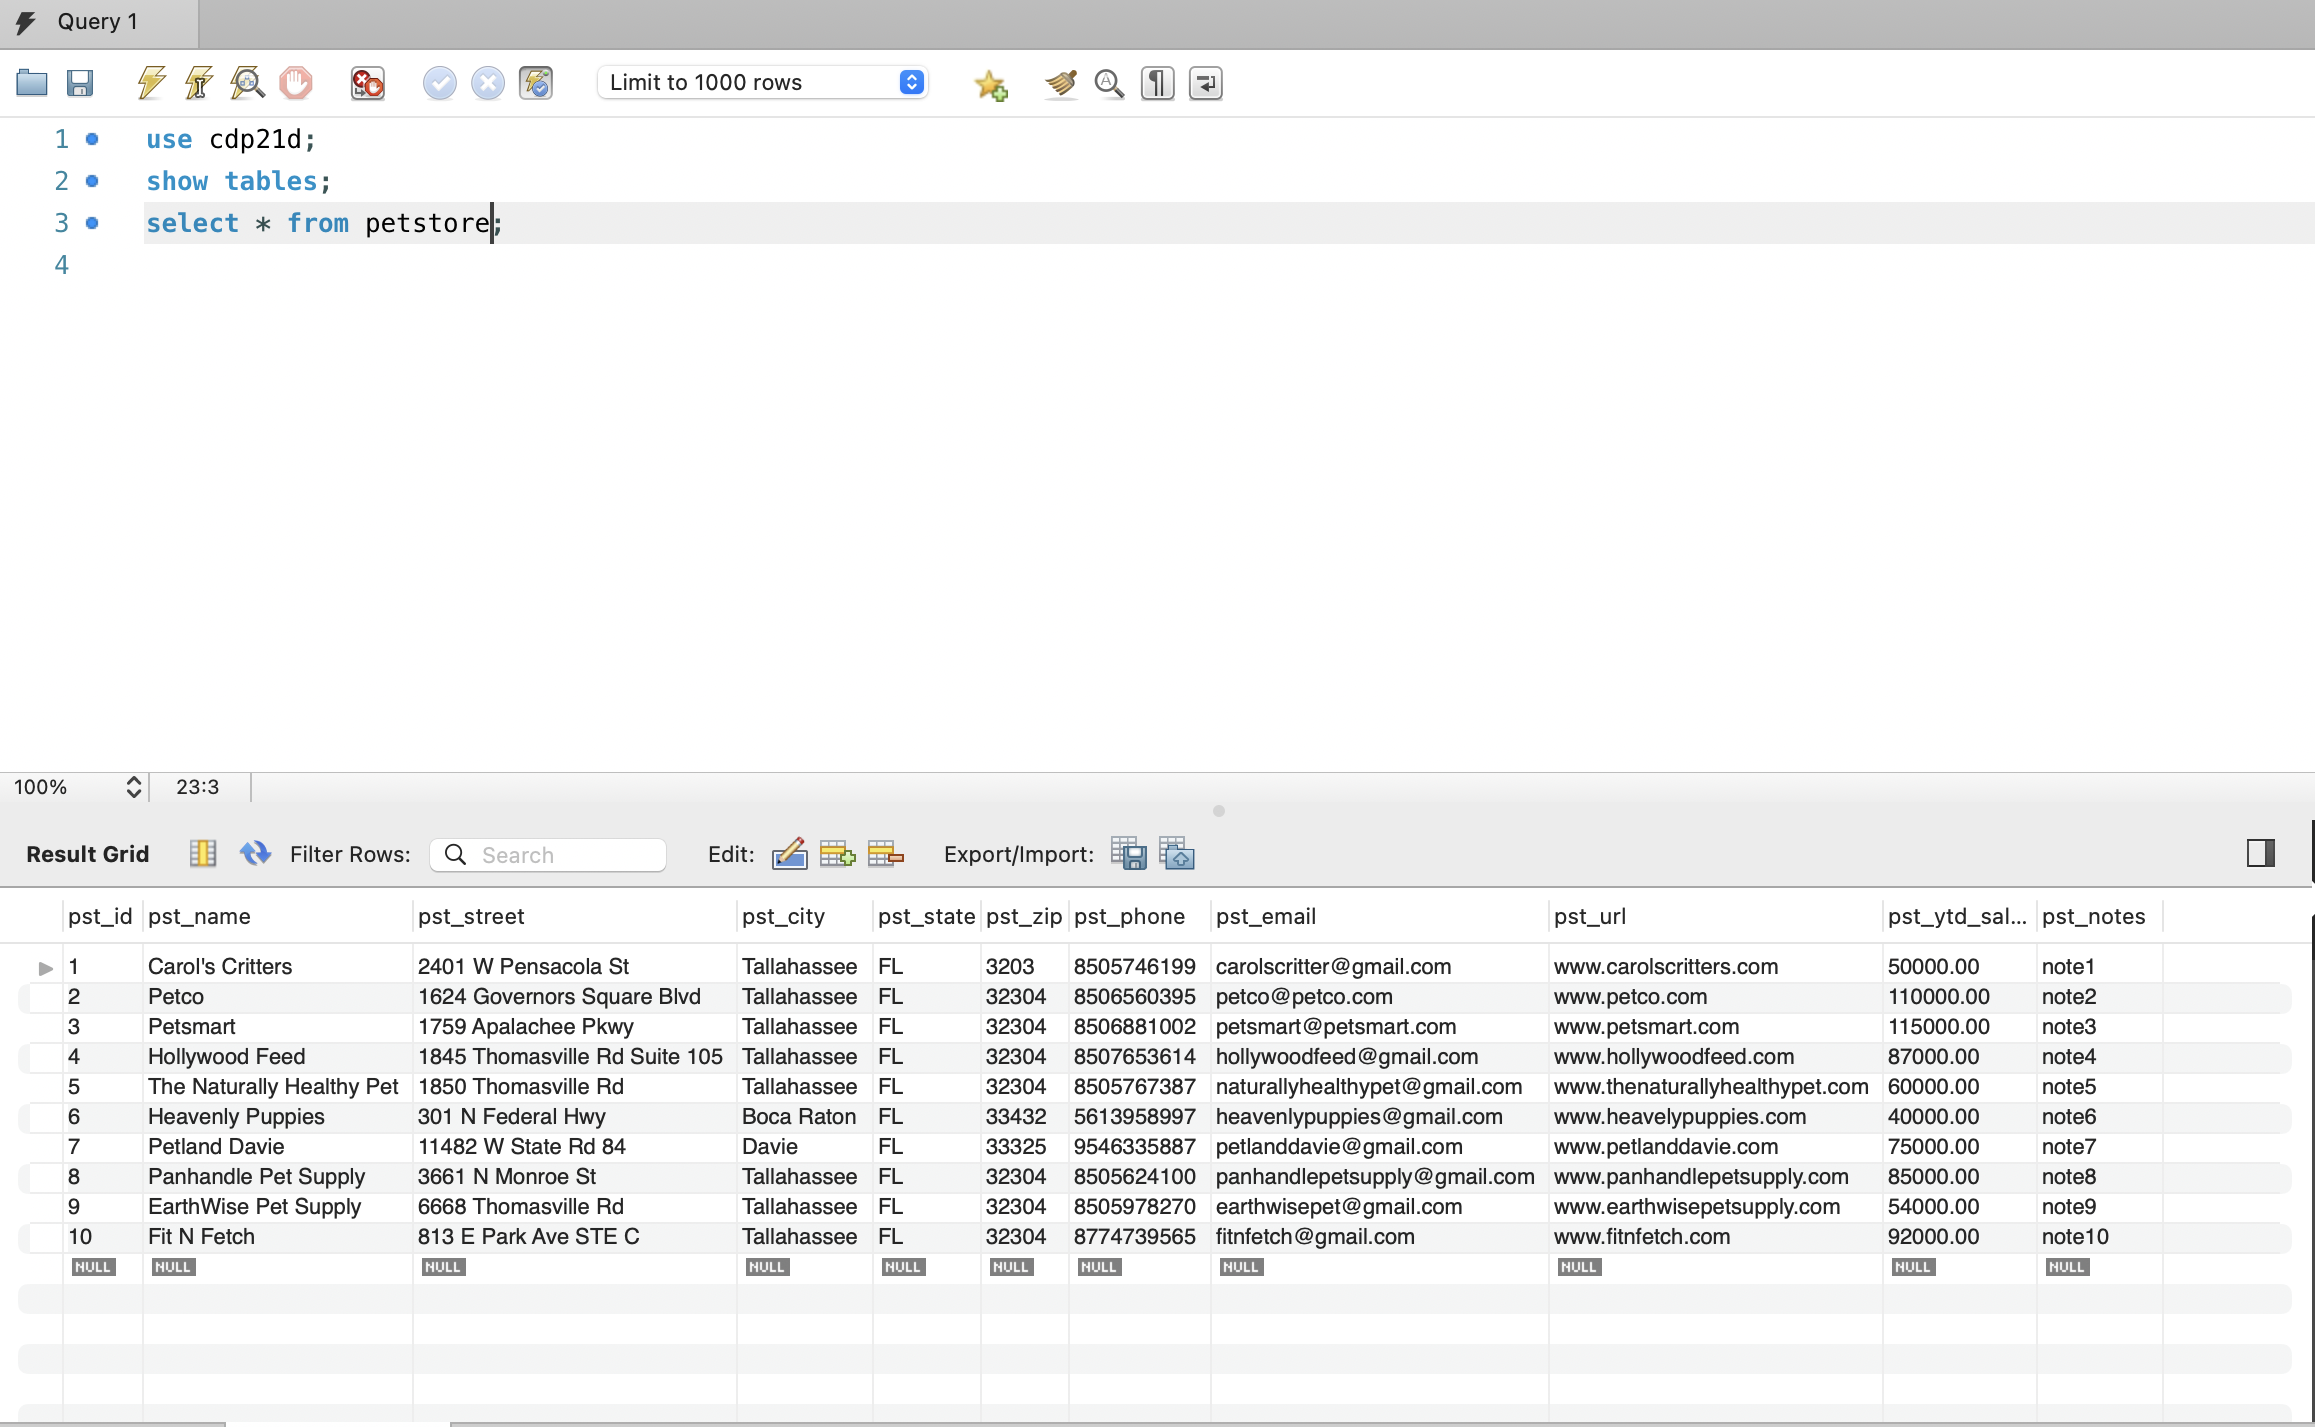 Query 1
Limit to 1000 rows
1 use cdp21d;
2 show tables;
3 select * from petstore;
4
100% 23:3
Result Grid Filter Rows: Search Edit: Export/Import:
pst_id pst_name pst_street pst_city pst_state pst_zip pst_phone pst_email pst_url pst_ytd_sal... pst_notes
1 Carol's Critters 2401 W Pensacola St Tallahassee FL 3203 8505746199 carolscritter@gmail.com www.carolscritters.com 50000.00 note1
2 Petco 1624 Governors Square Blvd Tallahassee FL 32304 8506560395 petco@petco.com www.petco.com 110000.00 note2
3 Petsmart 1759 Apalachee Pkwy Tallahassee FL 32304 8506881002 petsmart@petsmart.com www.petsmart.com 115000.00 note3
4 Hollywood Feed 1845 Thomasville Rd Suite 105 Tallahassee FL 32304 8507653614 hollywoodfeed@gmail.com www.hollywoodfeed.com 87000.00 note4
5 The Naturally Healthy Pet 1850 Thomasville Rd Tallahassee FL 32304 8505767387 naturallyhealthypet@gmail.com www.thenaturallyhealthypet.com 60000.00 note5
6 Heavenly Puppies 301 N Federal Hwy Boca Raton FL 33432 5613958997 heavenlypuppies@gmail.com www.heavelypuppies.com 40000.00 note6
7 Petland Davie 11482 W State Rd 84 Davie FL 33325 9546335887 petlanddavie@gmail.com www.petlanddavie.com 75000.00 note7
8 Panhandle Pet Supply 3661 N Monroe St Tallahassee FL 32304 8505624100 panhandlepetsupply@gmail.com www.panhandlepetsupply.com 85000.00 note8
9 EarthWise Pet Supply 6668 Thomasville Rd Tallahassee FL 32304 8505978270 earthwisepet@gmail.com www.earthwisepetsupply.com 54000.00 note9
10 Fit N Fetch 813 E Park Ave STE C Tallahassee FL 32304 8774739565 fitnfetch@gmail.com www.fitnfetch.com 92000.00 note10
NULL NULL NULL NULL NULL NULL NULL NULL NULL NULL NULL